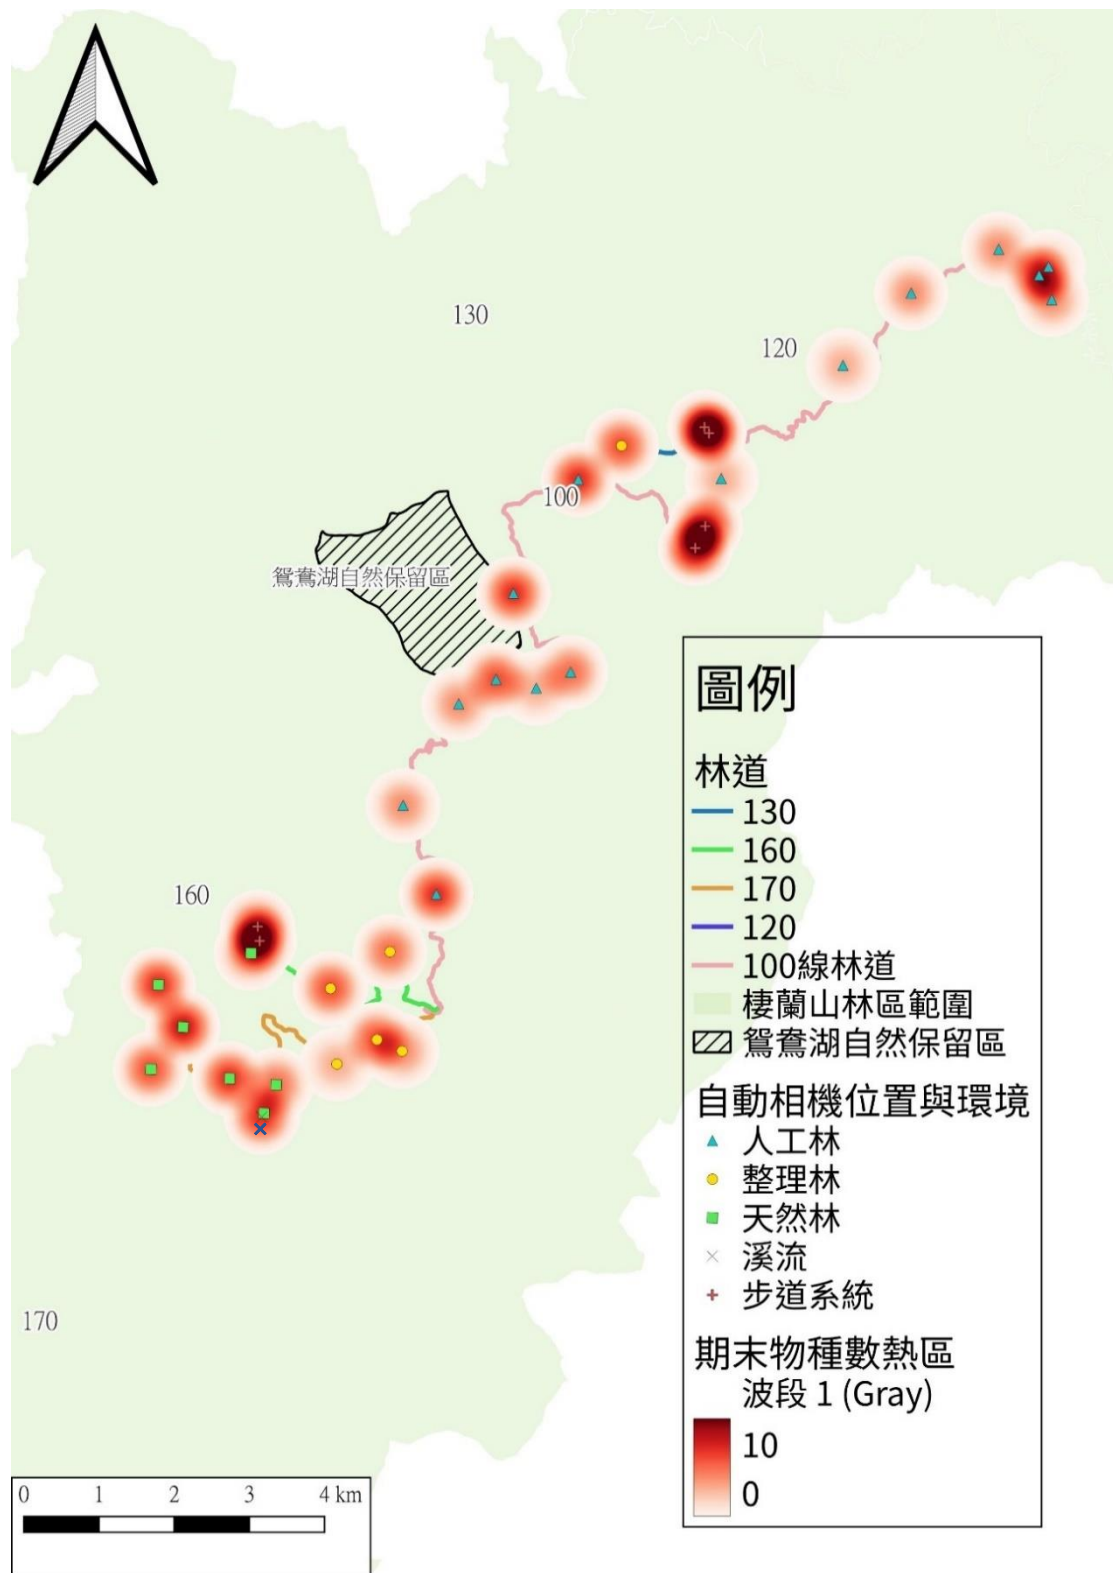 130
120
100
鴛鴦湖自然保留區
160
170
圖例
林道
130
160
170
120
100線林道
棲蘭山林區範圍
鴛鴦湖自然保留區
自動相機位置與環境
人工林
整理林
天然林
溪流
步道系統
期末物種數熱區
波段 1 (Gray)
10
0
0 1 2 3 4 km